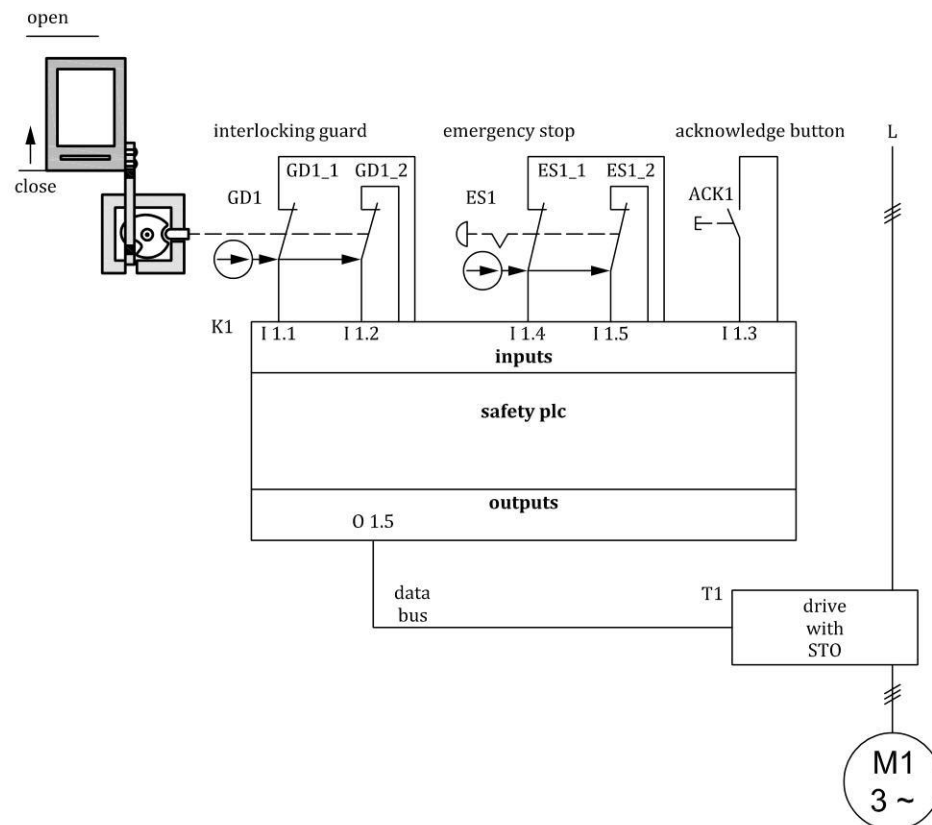 open
close
interlocking guard
emergency stop
acknowledge button
L
GD1_1
GD1_2
ES1_1
ES1_2
GD1
ES1
ACK1
K1
I 1.1
I 1.2
I 1.4
I 1.5
I 1.3
inputs
safety plc
outputs
O 1.5
data
bus
T1
drive
with
STO
M1
3 ~